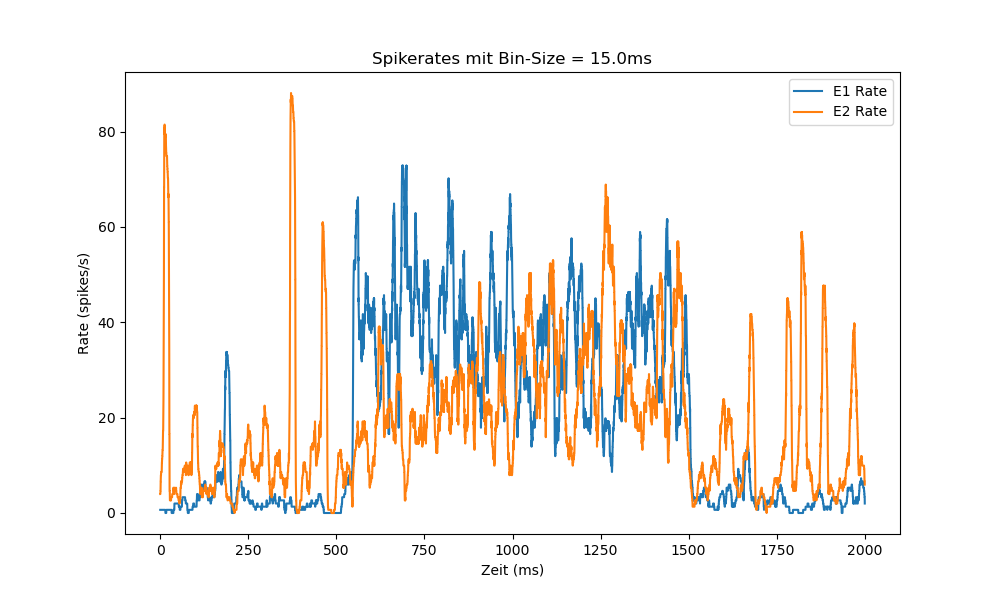 Spikerates mit Bin-Size = 15.0ms
E1 Rate
E2 Rate
80
60
40
20
0
Rate (spikes/s)
0 250 500 750 1000 1250 1500 1750 2000
Zeit (ms)